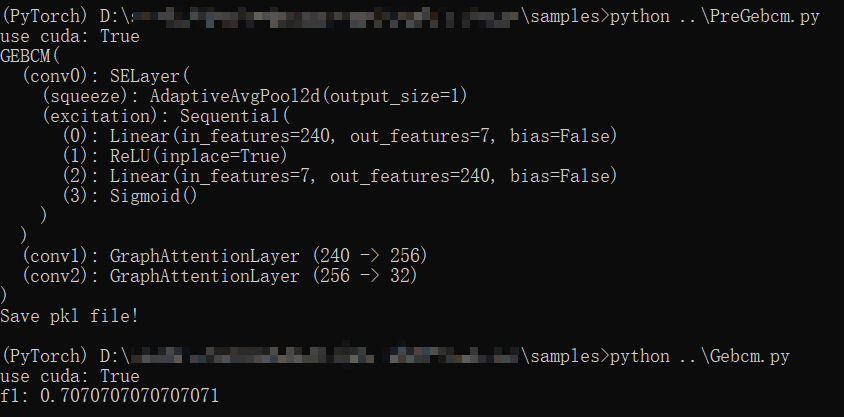 (PyTorch) D:\ \samples>python ..\PreGebcm.py
use cuda: True
GEBCM(
  (conv0): SELayer(
    (squeeze): AdaptiveAvgPool2d(output_size=1)
    (excitation): Sequential(
      (0): Linear(in_features=240, out_features=7, bias=False)
      (1): ReLU(inplace=True)
      (2): Linear(in_features=7, out_features=240, bias=False)
      (3): Sigmoid()
    )
  )
  (conv1): GraphAttentionLayer (240 -> 256)
  (conv2): GraphAttentionLayer (256 -> 32)
)
Save pkl file!
(PyTorch) D:\ \samples>python ..\Gebcm.py
use cuda: True
f1: 0.7070707070707071